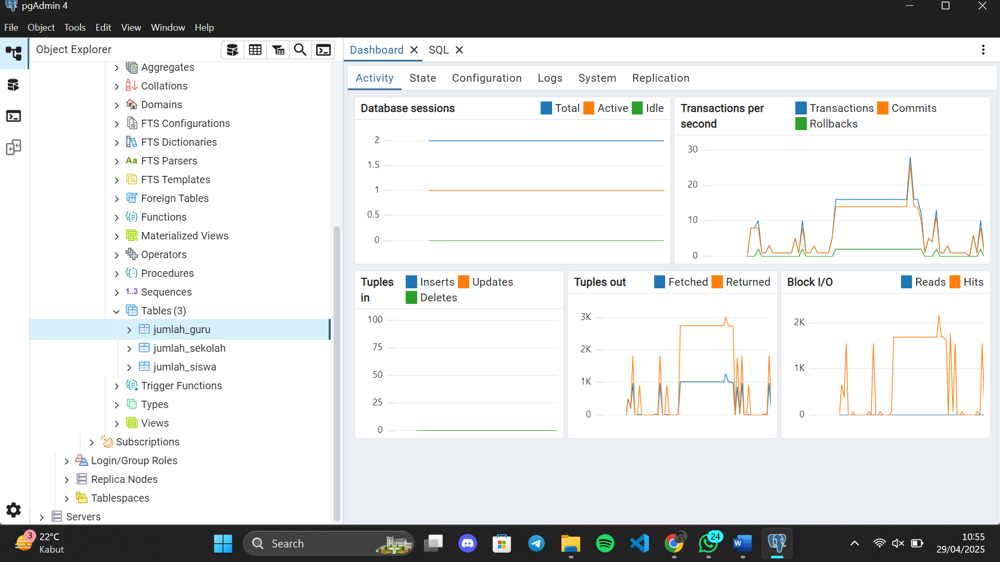 pgAdmin 4
File Object Tools Edit View Window Help
Object Explorer
Aggregates
Collations
Domains
FTS Configurations
FTS Dictionaries
Aa FTS Parsers
FTS Templates
Foreign Tables
Functions
Materialized Views
Operators
Procedures
1..3 Sequences
Tables (3)
jumlah_guru
jumlah_sekolah
jumlah_siswa
Trigger Functions
Types
Views
Subscriptions
Login/Group Roles
Replica Nodes
Tablespaces
Servers
Dashboard SQL
Activity State Configuration Logs System Replication
Database sessions Total Active Idle
2
1.5
1
0.5
0
Transactions per second Transactions Commits
Rollbacks
30
20
10
0
Tuples in Inserts Updates
Deletes
100
75
50
25
0
Tuples out Fetched Returned
3K
2K
1K
0
Block I/O Reads Hits
2K
1K
0
3 22°C
Kabut
Search
24
10:55
29/04/2025